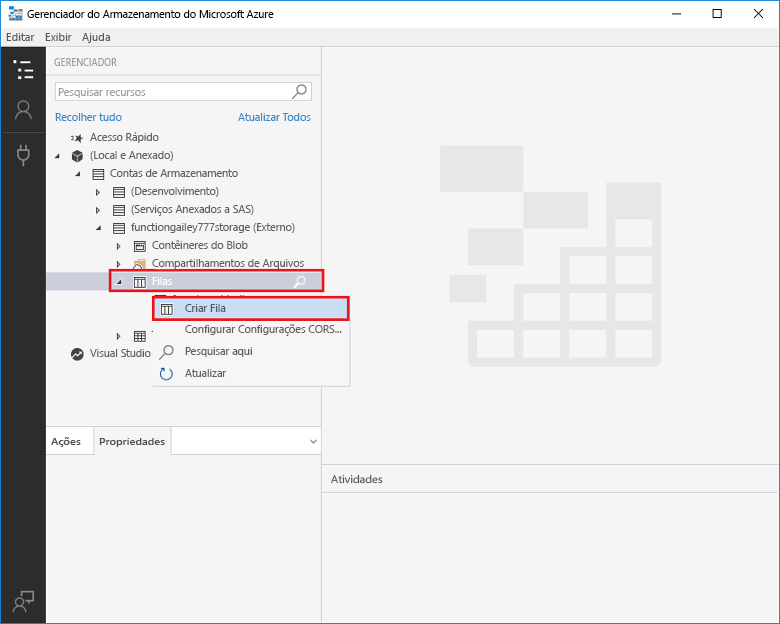 Gerenciador do Armazenamento do Microsoft Azure
Editar Exibir Ajuda
GERENCIADOR
Pesquisar recursos
Recolher tudo Atualizar Todos
Acesso Rápido
(Local e Anexado)
Contas de Armazenamento
(Desenvolvimento)
(Serviços Anexados a SAS)
functiongailey777storage (Externo)
Contêineres do Blob
Compartilhamentos de Arquivos
Filas
Criar Fila
Configurar Configurações CORS...
Visual Studio
Pesquisar aqui
Atualizar
Ações Propriedades
Atividades